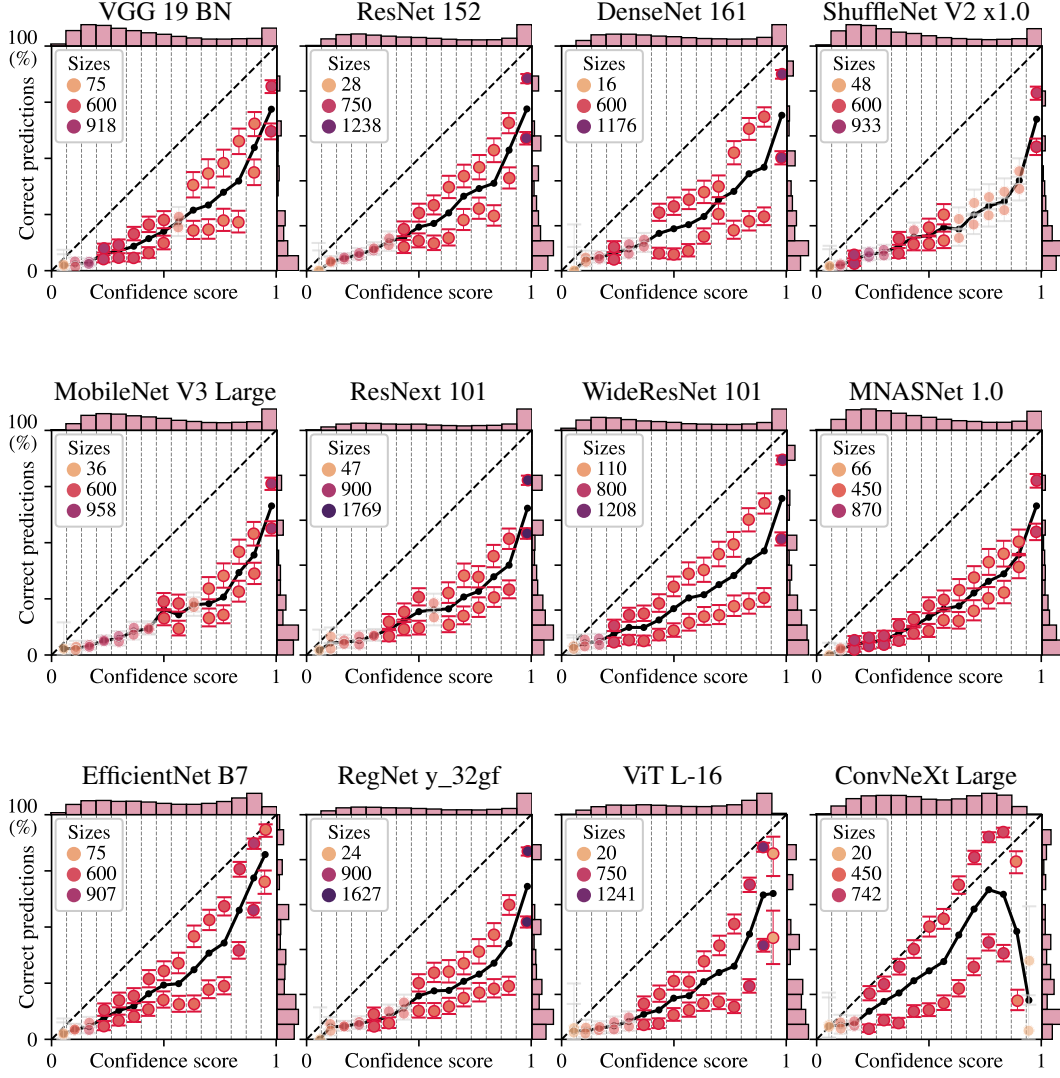 VGG 19 BN
ResNet 152
DenseNet 161
ShuffleNet V2 x1.0
100
(%)
Correct predictions
0
Sizes
75
600
918
Sizes
28
750
1238
Sizes
16
600
1176
Sizes
48
600
933
0 Confidence score 1
0 Confidence score 1
0 Confidence score 1
0 Confidence score 1
MobileNet V3 Large
ResNext 101
WideResNet 101
MNASNet 1.0
100
(%)
Correct predictions
0
Sizes
36
600
958
Sizes
47
900
1769
Sizes
110
800
1208
Sizes
66
450
870
0 Confidence score 1
0 Confidence score 1
0 Confidence score 1
0 Confidence score 1
EfficientNet B7
RegNet y_32gf
ViT L-16
ConvNeXt Large
100
(%)
Correct predictions
0
Sizes
75
600
907
Sizes
24
900
1627
Sizes
20
750
1241
Sizes
20
450
742
0 Confidence score 1
0 Confidence score 1
0 Confidence score 1
0 Confidence score 1